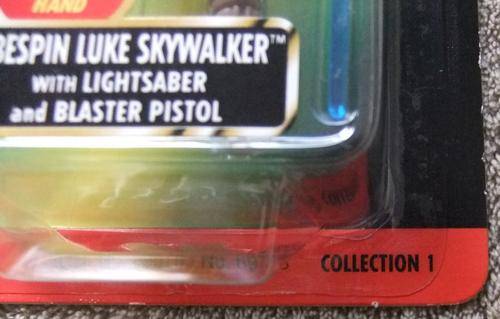 HAND
BESPIN LUKE SKYWALKER™
WITH LIGHTSABER
and BLASTER PISTOL
COLLECTION 1